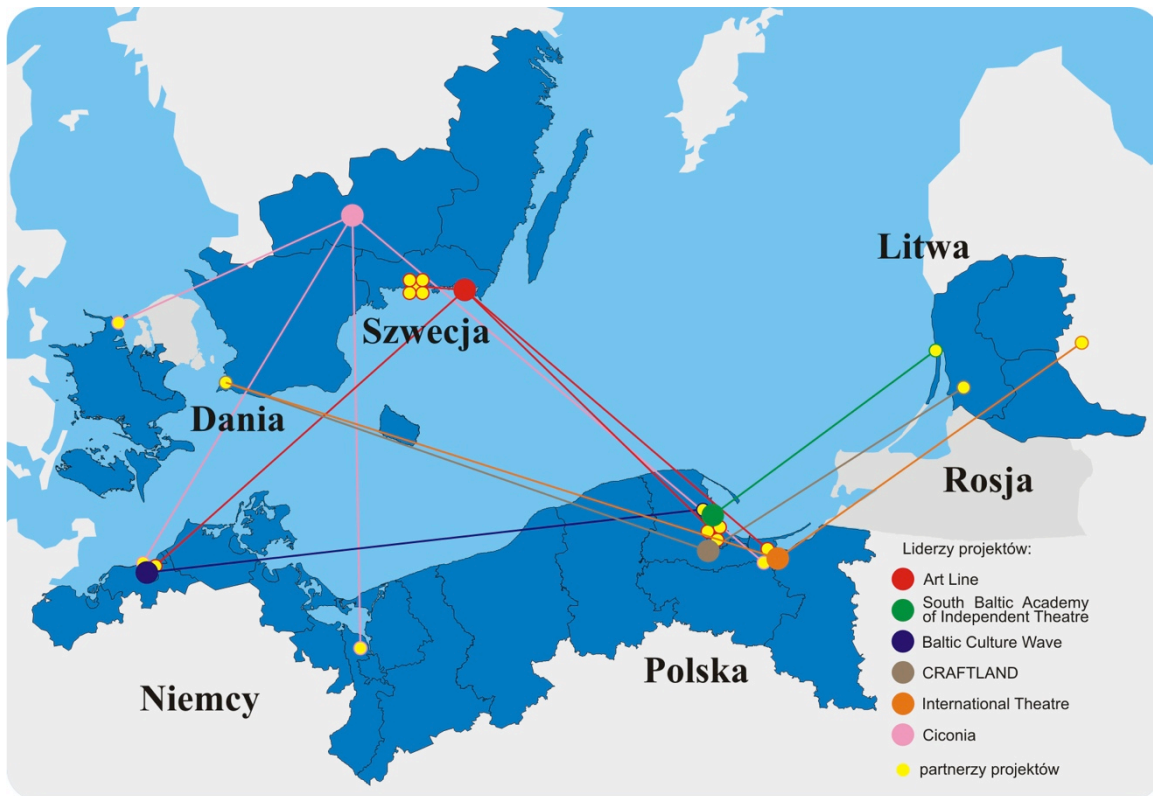 Litwa
Szwecja
Dania
Rosja
Polska
Niemcy
Liderzy projektów:
Art Line
South Baltic Academy
of Independent Theatre
Baltic Culture Wave
CRAFTLAND
International Theatre
Ciconia
partnerzy projektów